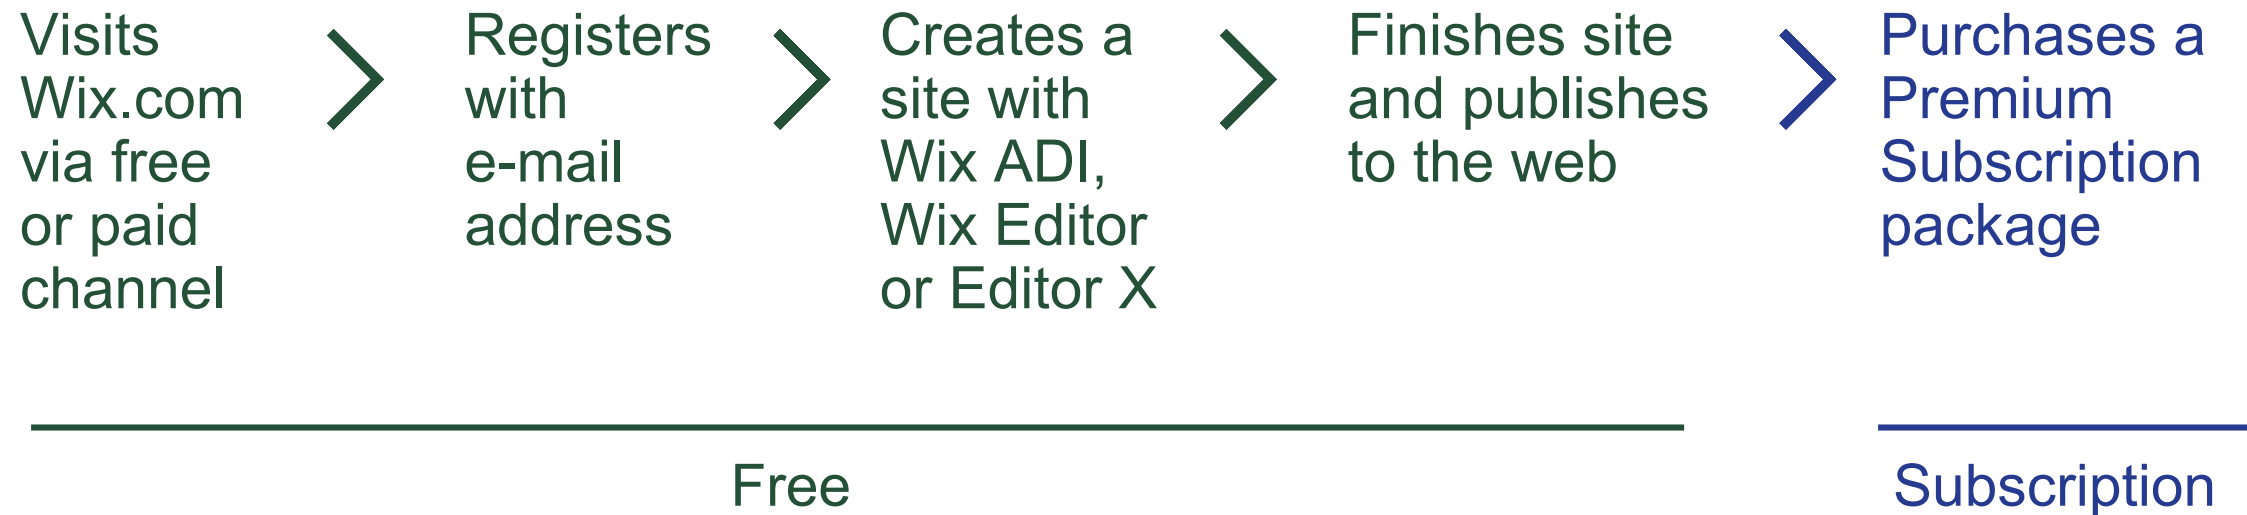 Visits
Wix.com
via free
or paid
channel
Registers
with
e-mail
address
Creates a
site with
Wix ADI,
Wix Editor
or Editor X
Finishes site
and publishes
to the web
Purchases a
Premium
Subscription
package
Free
Subscription